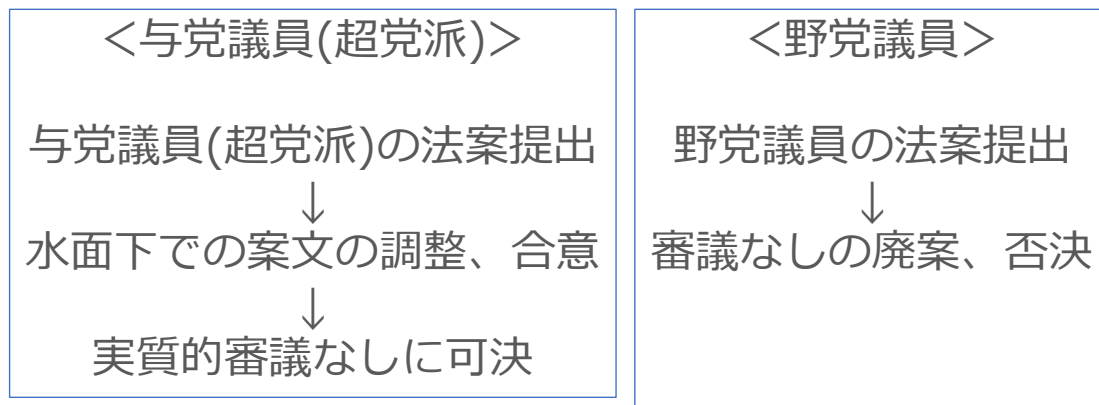 ＜与党議員(超党派)＞
与党議員(超党派)の法案提出
↓
水面下での案文の調整、合意
↓
実質的審議なしに可決
＜野党議員＞
野党議員の法案提出
↓
審議なしの廃案、否決